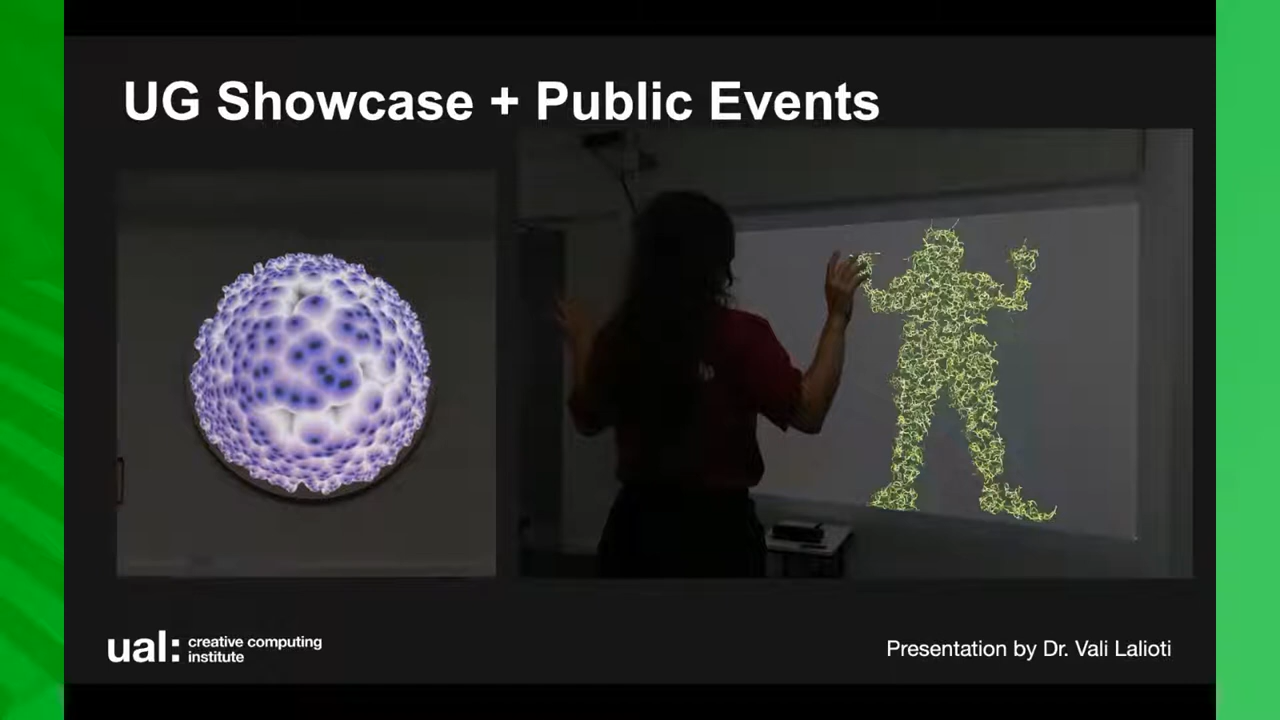 UG Showcase + Public Events
ual: creative computing
institute
Presentation by Dr. Vali Lalioti